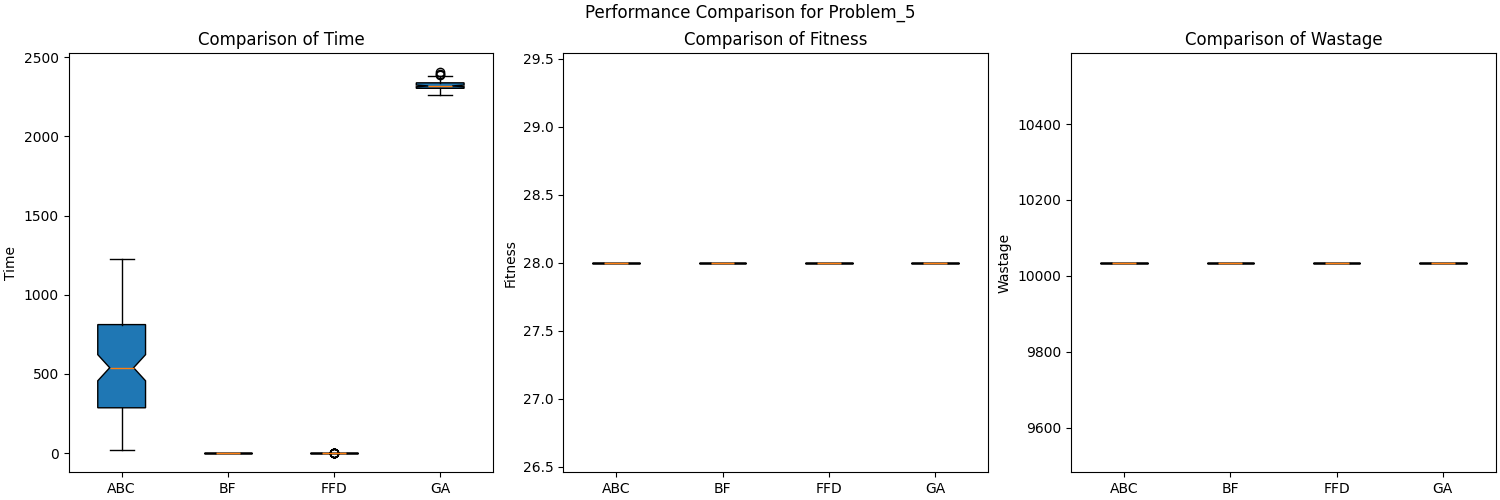 Performance Comparison for Problem_5
Comparison of Time
Time
2500
2000
1500
1000
500
0
ABC BF FFD GA
Comparison of Fitness
Fitness
29.5
29.0
28.5
28.0
27.5
27.0
26.5
ABC BF FFD GA
Comparison of Wastage
Wastage
10400
10200
10000
9800
9600
ABC BF FFD GA